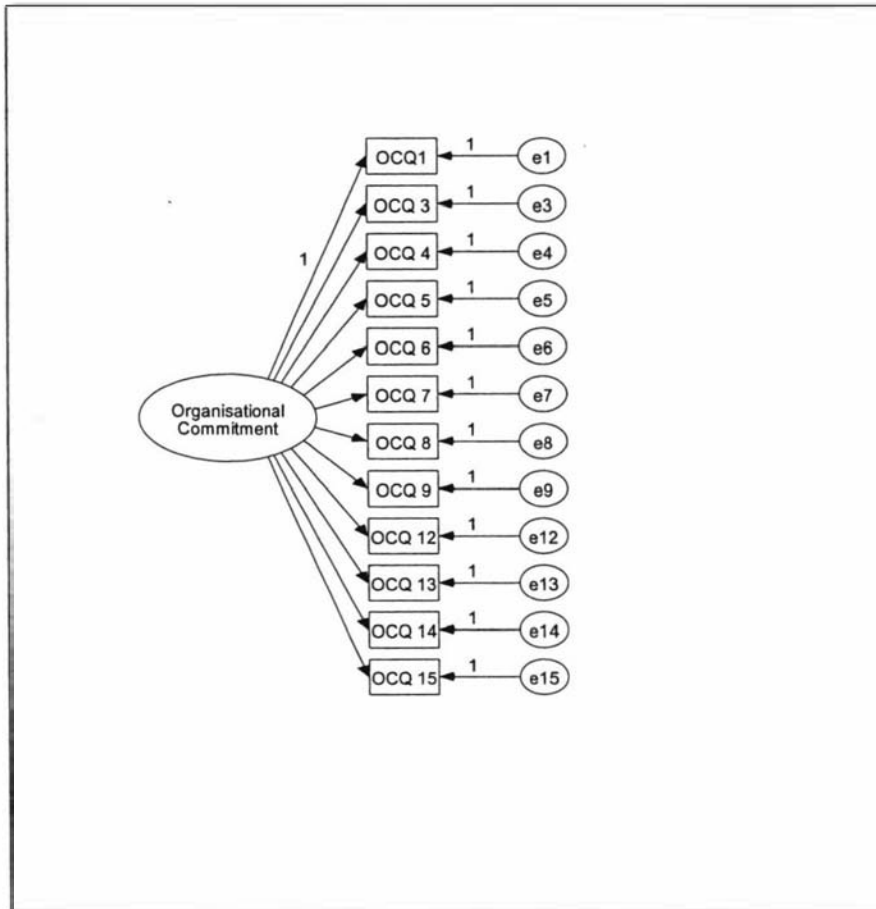 OCQ1 1 e1
OCQ 3 1 e3
OCQ 4 1 e4
1
OCQ 5 1 e5
OCQ 6 1 e6
OCQ 7 1 e7
Organisational
Commitment
OCQ 8 1 e8
OCQ 9 1 e9
OCQ 12 1 e12
OCQ 13 1 e13
OCQ 14 1 e14
OCQ 15 1 e15